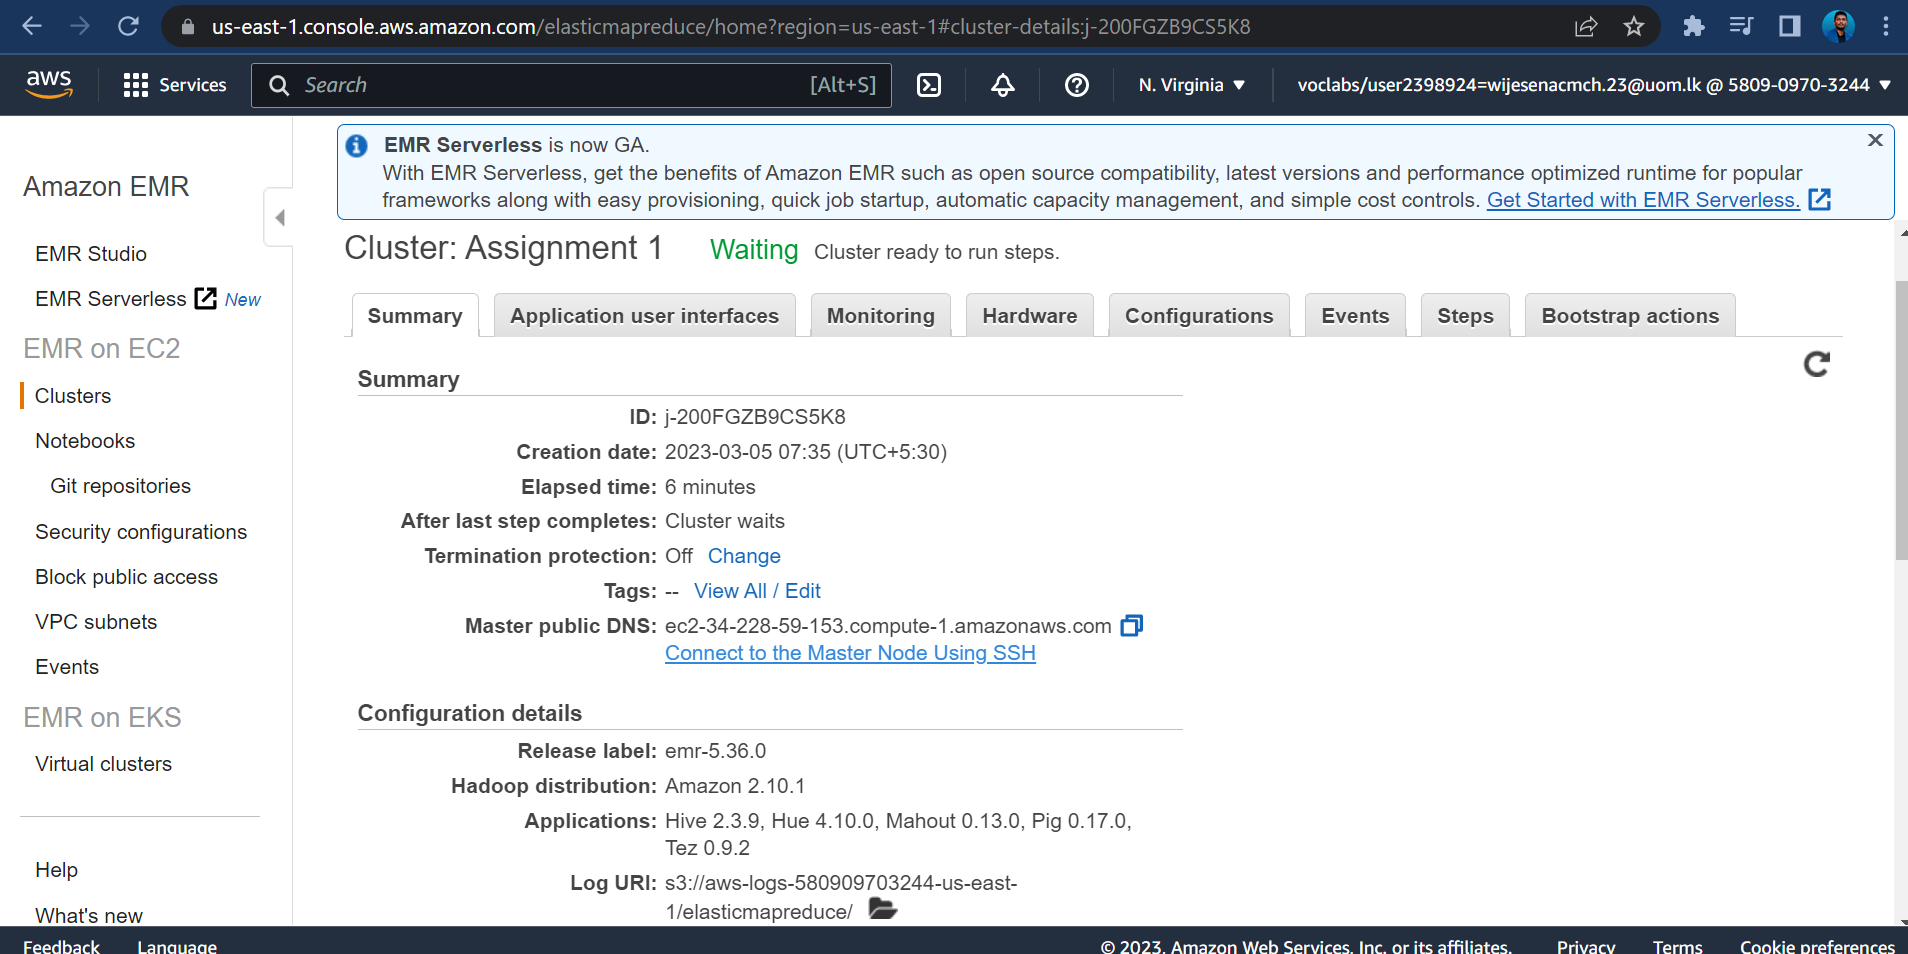 us-east-1.console.aws.amazon.com/elasticmapreduce/home?region=us-east-1#cluster-details:j-200FGZB9CS5K8
aws
Services
Search
[Alt+S]
N. Virginia
voclabs/user2398924=wijesenacmch.23@uom.lk @ 5809-0970-3244
Amazon EMR
EMR Studio
EMR Serverless New
EMR on EC2
Clusters
Notebooks
Git repositories
Security configurations
Block public access
VPC subnets
Events
EMR on EKS
Virtual clusters
Help
What's new
EMR Serverless is now GA.
With EMR Serverless, get the benefits of Amazon EMR such as open source compatibility, latest versions and performance optimized runtime for popular
frameworks along with easy provisioning, quick job startup, automatic capacity management, and simple cost controls. Get Started with EMR Serverless.
Cluster: Assignment 1 Waiting Cluster ready to run steps.
Summary
Application user interfaces
Monitoring
Hardware
Configurations
Events
Steps
Bootstrap actions
Summary
ID: j-200FGZB9CS5K8
Creation date: 2023-03-05 07:35 (UTC+5:30)
Elapsed time: 6 minutes
After last step completes: Cluster waits
Termination protection: Off Change
Tags: -- View All / Edit
Master public DNS: ec2-34-228-59-153.compute-1.amazonaws.com
Connect to the Master Node Using SSH
Configuration details
Release label: emr-5.36.0
Hadoop distribution: Amazon 2.10.1
Applications: Hive 2.3.9, Hue 4.10.0, Mahout 0.13.0, Pig 0.17.0,
Tez 0.9.2
Log URI: s3://aws-logs-580909703244-us-east-
1/elasticmapreduce/
Feedback
Language
© 2023, Amazon Web Services, Inc. or its affiliates.
Privacy
Terms
Cookie preferences